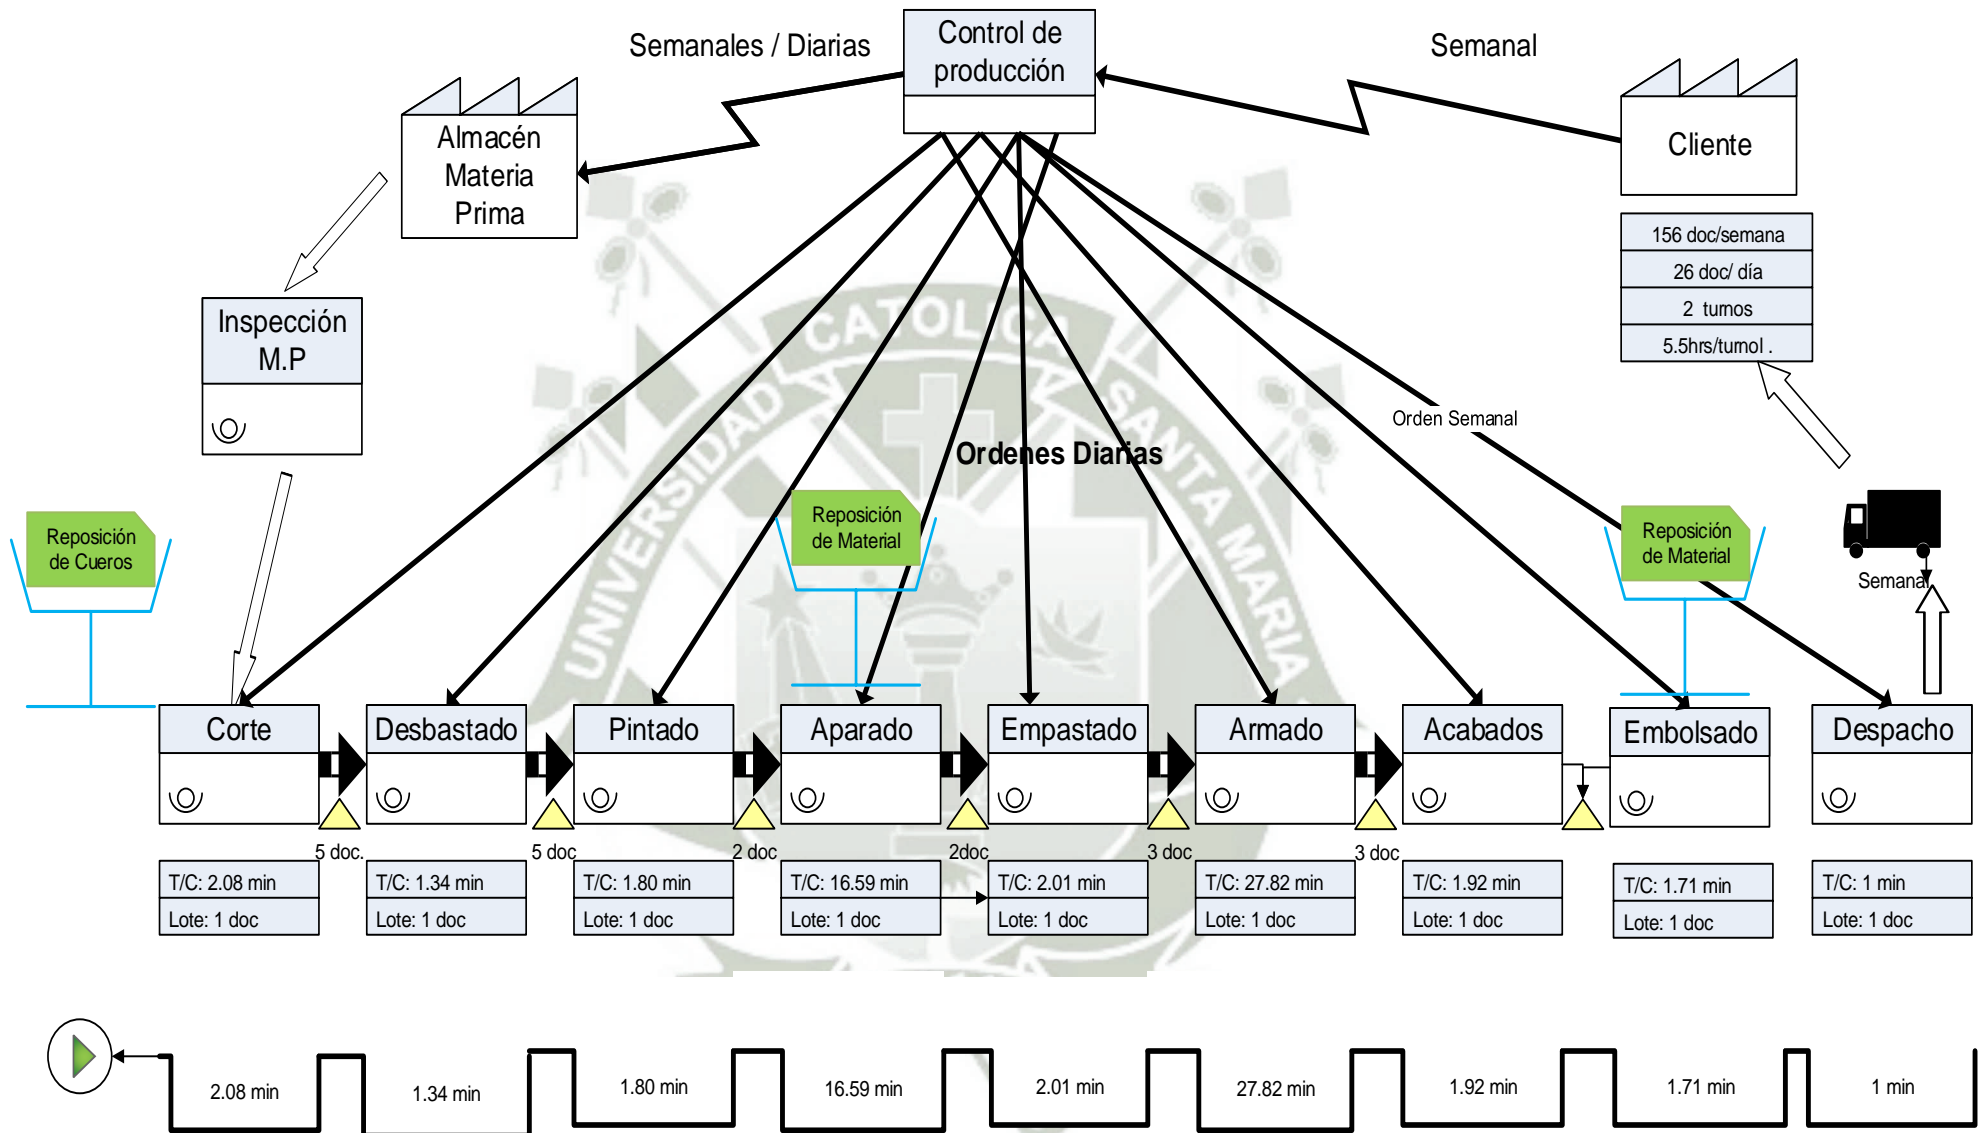 Semanales / Diarias
Control de
producción
Semanal
Almacén
Materia
Prima
Cliente
156 doc/semana
26 doc/ día
2 turnos
5.5hrs/turnol .
Inspección
M.P
CATOLICA
UNIVERSIDAD
SANTA MARIA
Orden Semanal
Ordenes Diarias
Reposición
de Cueros
Reposición
de Material
Reposición
de Material
Semanal
Corte
Desbastado
Pintado
Aparado
Empastado
Armado
Acabados
Embolsado
Despacho
5 doc.
5 doc
2 doc
2doc
3 doc
3 doc
T/C: 2.08 min
Lote: 1 doc
T/C: 1.34 min
Lote: 1 doc
T/C: 1.80 min
Lote: 1 doc
T/C: 16.59 min
Lote: 1 doc
T/C: 2.01 min
Lote: 1 doc
T/C: 27.82 min
Lote: 1 doc
T/C: 1.92 min
Lote: 1 doc
T/C: 1.71 min
Lote: 1 doc
T/C: 1 min
Lote: 1 doc
2.08 min
1.34 min
1.80 min
16.59 min
2.01 min
27.82 min
1.92 min
1.71 min
1 min